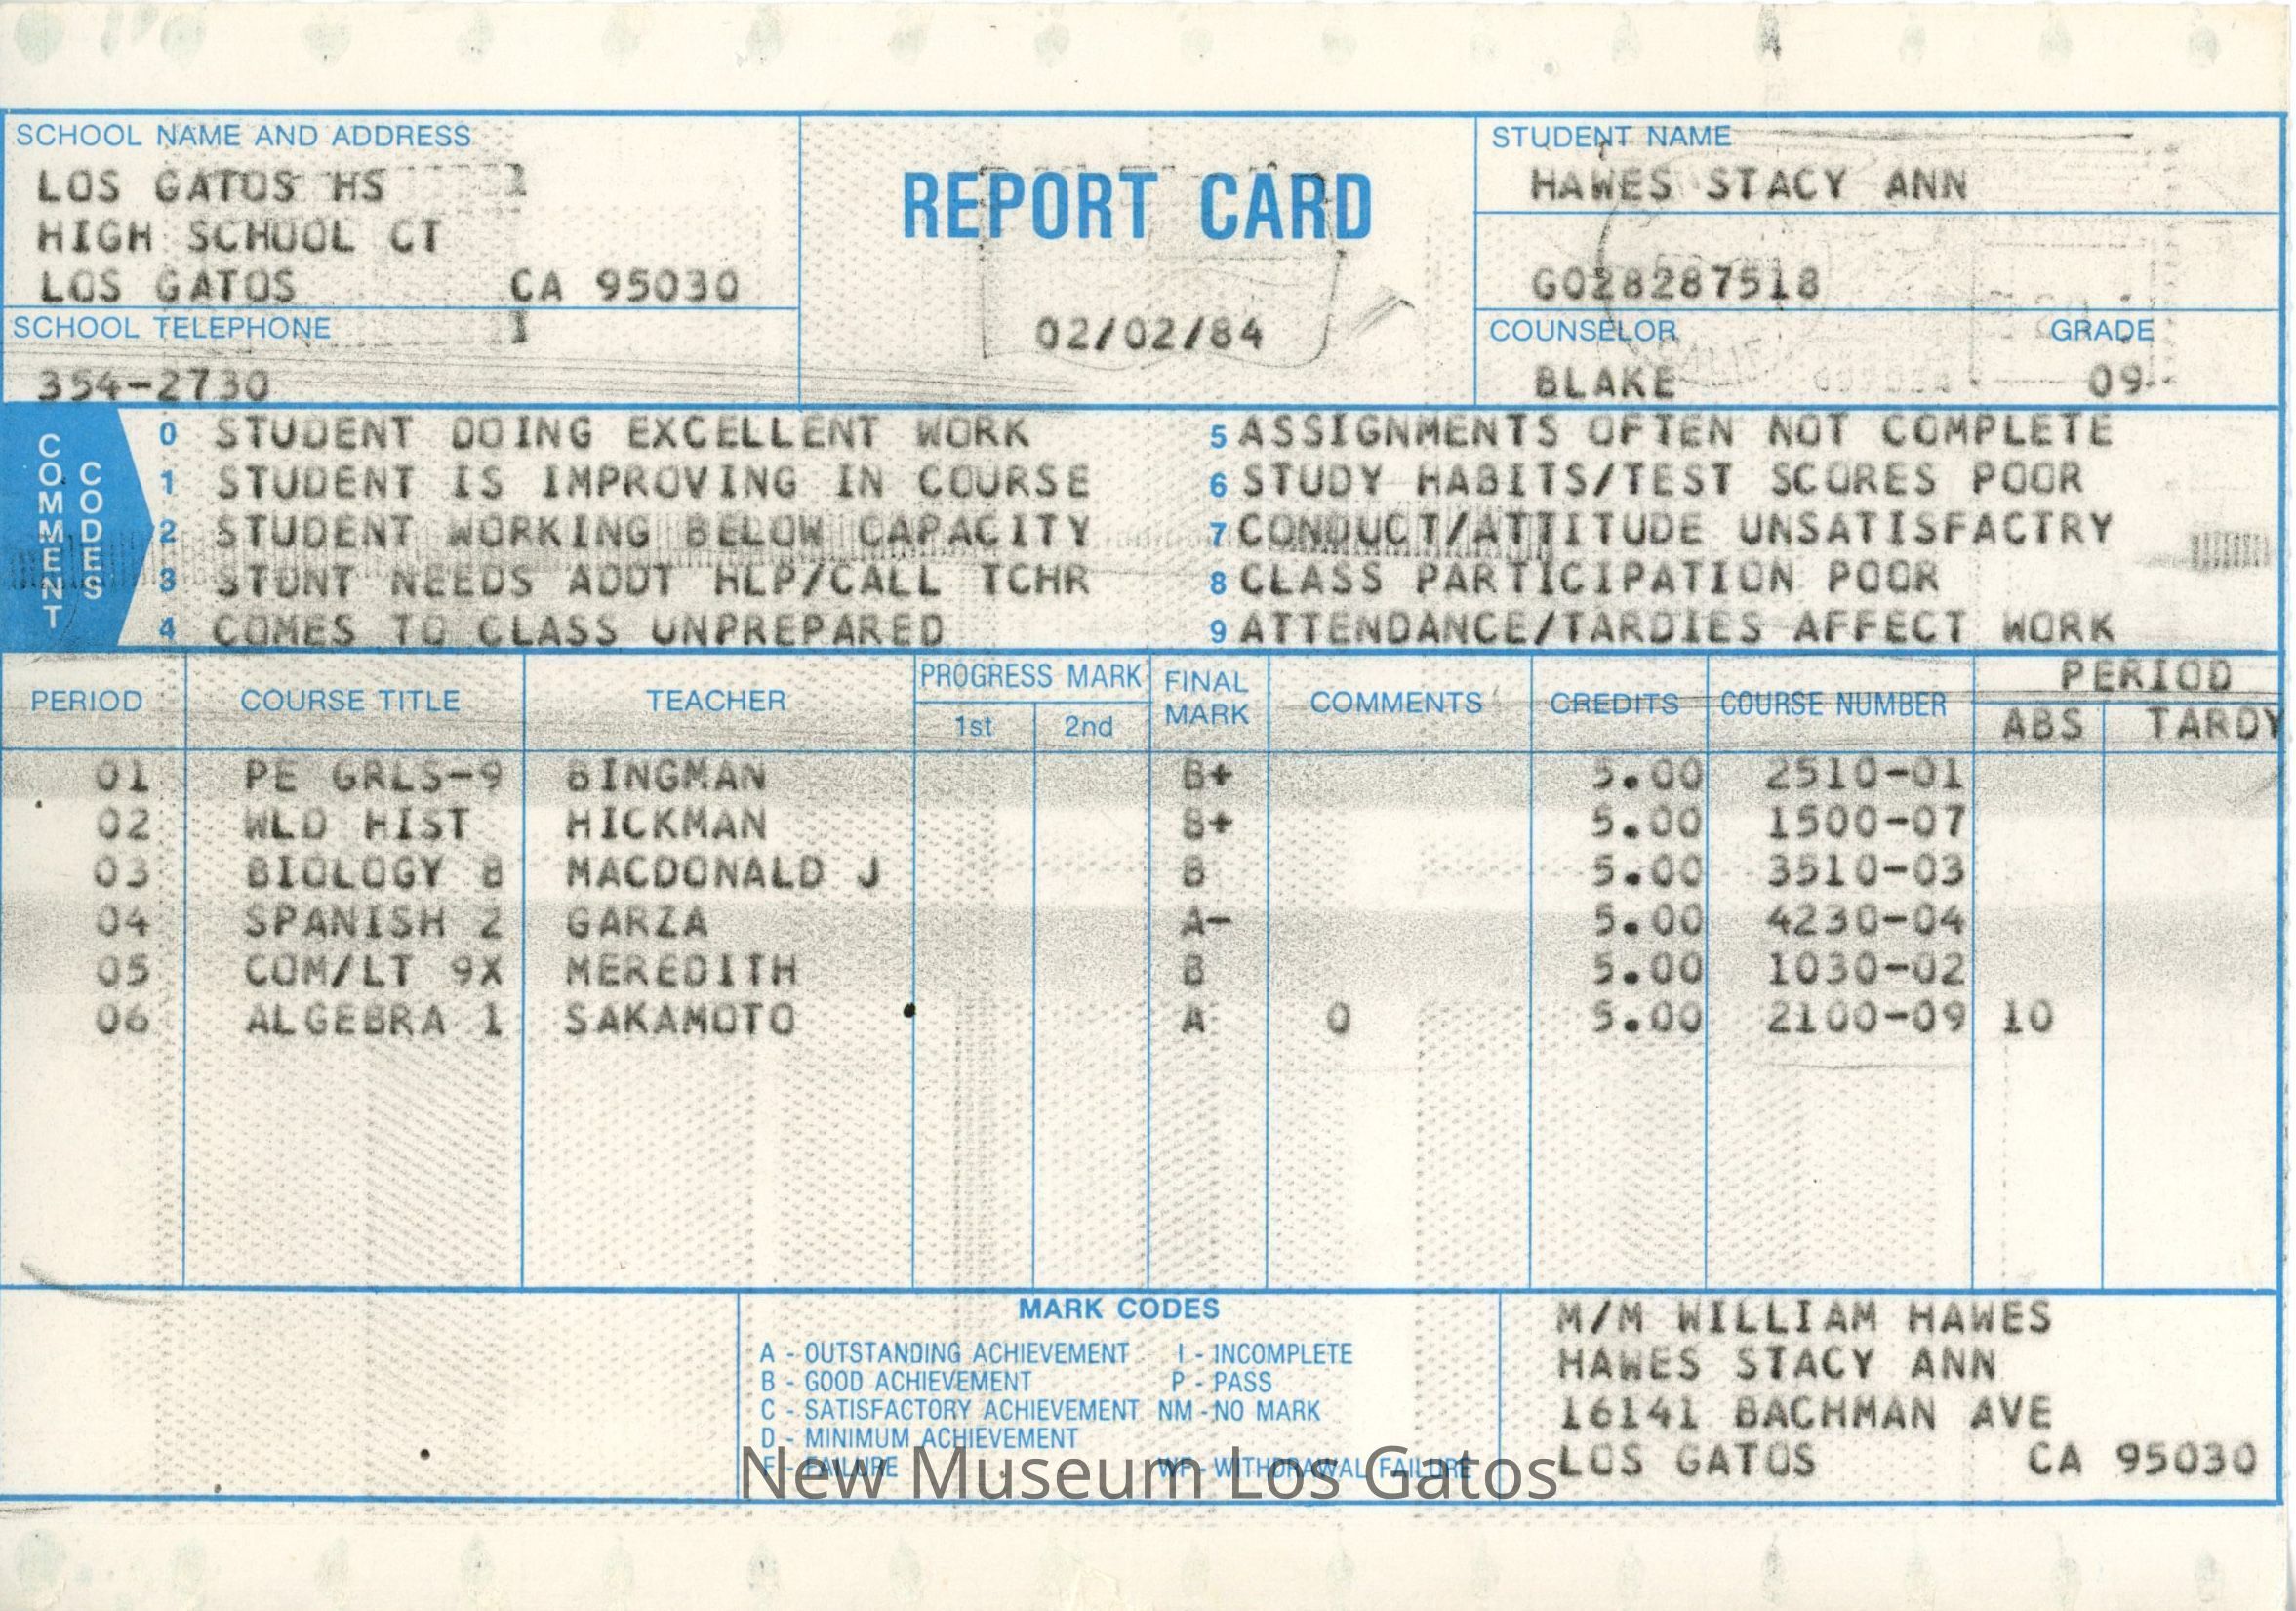 SCHOOL NAME AND ADDRESS
LOS GATOS HS 1
HIGH SCHOOL CT
LOS GATOS CA 95030
SCHOOL TELEPHONE 1
354-2730
REPORT CARD
02/02/84
STUDENT NAME
HAWES STACY ANN
G028287518
COUNSELOR GRADE
BLAKE 09
COMMENT CODES
0 STUDENT DOING EXCELLENT WORK
1 STUDENT IS IMPROVING IN COURSE
2 STUDENT WORKING BELOW CAPACITY
3 STDNT NEEDS ADDT HLP/CALL TCHR
4 COMES TO CLASS UNPREPARED
5 ASSIGNMENTS OFTEN NOT COMPLETE
6 STUDY HABITS/TEST SCORES POOR
7 CONDUCT/ATTITUDE UNSATISFACTRY
8 CLASS PARTICIPATION POOR
9 ATTENDANCE/TARDIES AFFECT WORK
PERIOD COURSE TITLE TEACHER PROGRESS MARK 1st 2nd FINAL MARK COMMENTS CREDITS COURSE NUMBER PERIOD ABS TARDY
01 PE GRLS-9 BINGMAN B+ 5.00 2510-01
02 WLD HIST HICKMAN B+ 5.00 1500-07
03 BIOLOGY B MACDONALD J B 5.00 3510-03
04 SPANISH 2 GARZA A- 5.00 4230-04
05 COM/LT 9X MEREDITH B 5.00 1030-02
06 ALGEBRA 1 SAKAMOTO A 0 5.00 2100-09 10
MARK CODES
A - OUTSTANDING ACHIEVEMENT I - INCOMPLETE
B - GOOD ACHIEVEMENT P - PASS
C - SATISFACTORY ACHIEVEMENT NM - NO MARK
D - MINIMUM ACHIEVEMENT
F - FAILURE WF - WITHDRAWAL FAILURE
M/M WILLIAM HAWES
HAWES STACY ANN
16141 BACHMAN AVE
LOS GATOS CA 95030
New Museum Los Gatos